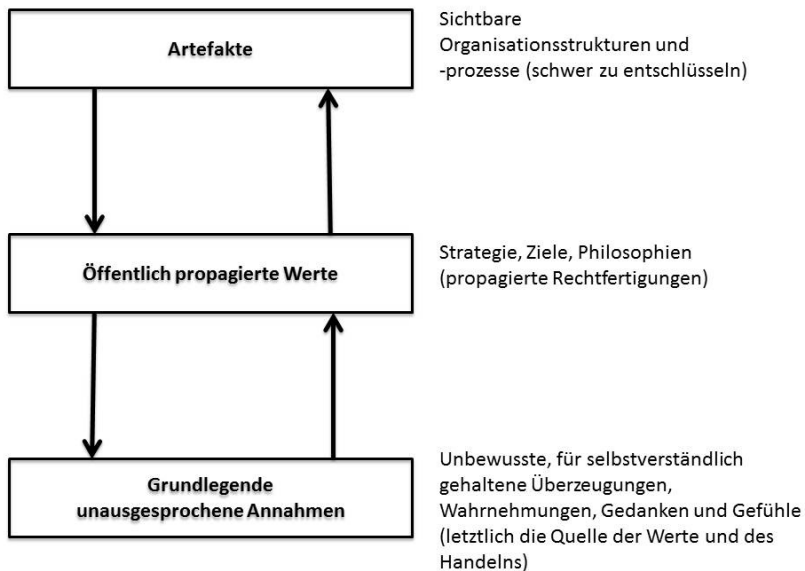 Artefakte
Sichtbare
Organisationsstrukturen und
-prozesse (schwer zu entschlüsseln)
Öffentlich propagierte Werte
Strategie, Ziele, Philosophien
(propagierte Rechtfertigungen)
Grundlegende
unausgesprochene Annahmen
Unbewusste, für selbstverständlich
gehaltene Überzeugungen,
Wahrnehmungen, Gedanken und Gefühle
(letztlich die Quelle der Werte und des
Handelns)